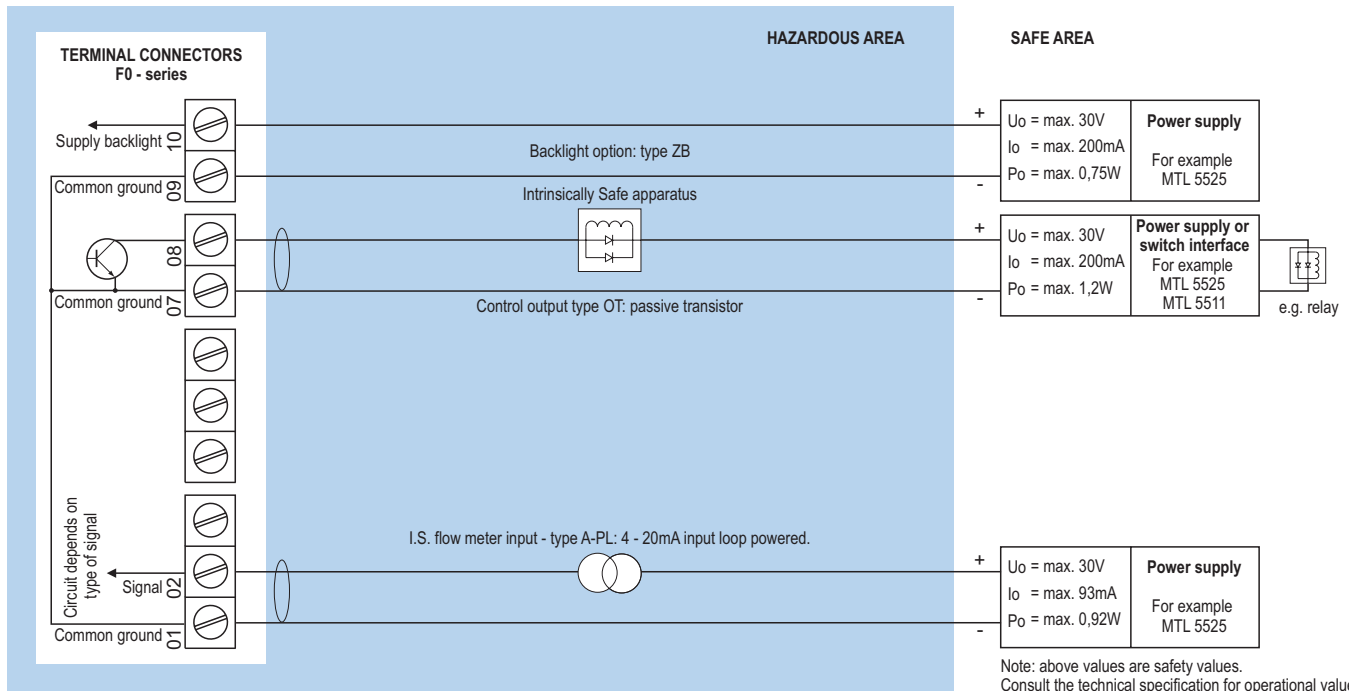 HAZARDOUS AREA
SAFE AREA
TERMINAL CONNECTORS
F0 - series
Supply backlight
10
Backlight option: type ZB
+
-
Uo = max. 30V
Io = max. 200mA
Po = max. 0,75W
Power supply
For example
MTL 5525
Common ground
09
Intrinsically Safe apparatus
08
Common ground
07
Control output type OT: passive transistor
+
-
Uo = max. 30V
Io = max. 200mA
Po = max. 1,2W
Power supply or
switch interface
For example
MTL 5525
MTL 5511
e.g. relay
Circuit depends on
type of signal
I.S. flow meter input - type A-PL: 4 - 20mA input loop powered.
Signal
02
Common ground
01
+
-
Uo = max. 30V
Io = max. 93mA
Po = max. 0,92W
Power supply
For example
MTL 5525
Note: above values are safety values.
Consult the technical specification for operational value